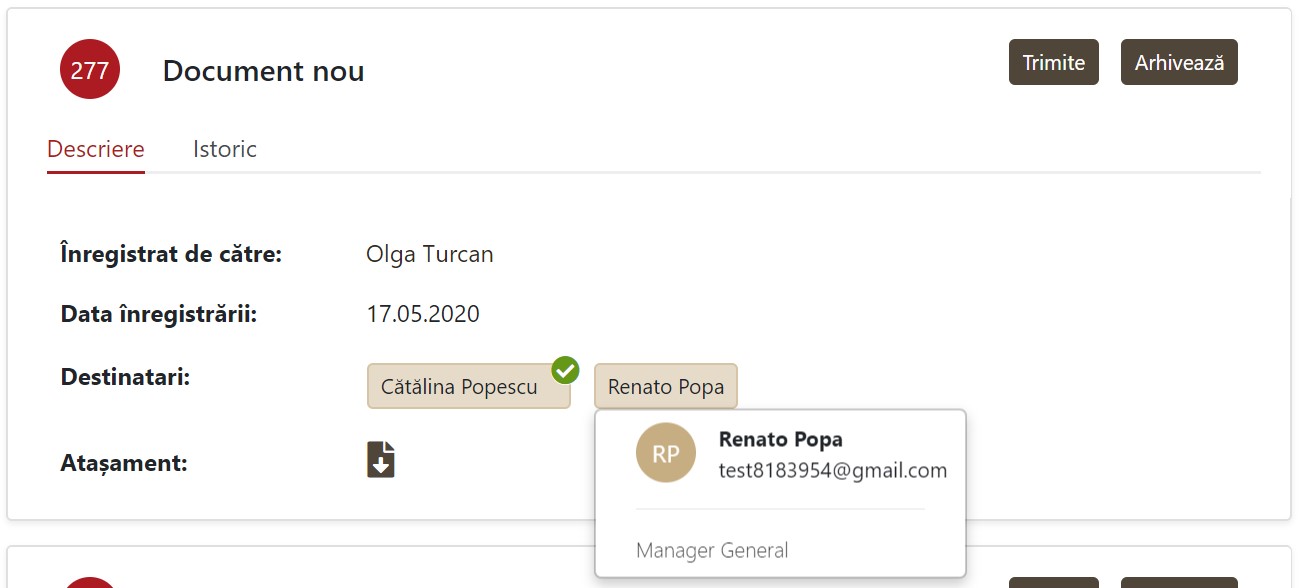 277
Document nou
Trimite
Arhivează
Descriere
Istoric
Înregistrat de către:
Olga Turcan
Data înregistrării:
17.05.2020
Destinatari:
Cătălina Popescu
Renato Popa
Atașament:
RP
Renato Popa
test8183954@gmail.com
Manager General